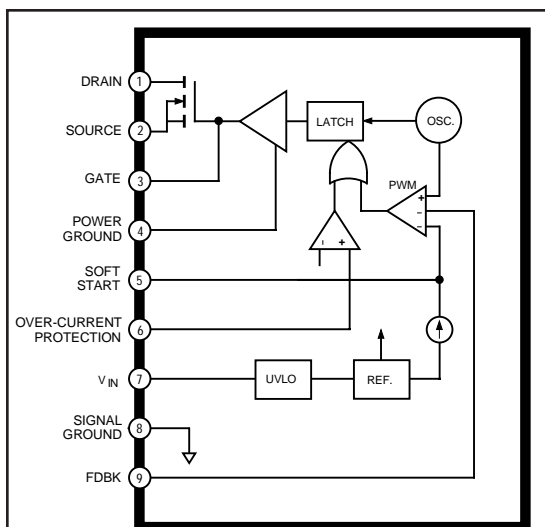 DRAIN 1
SOURCE 2
GATE 3
POWER
GROUND 4
SOFT
START 5
OVER-CURRENT
PROTECTION 6
V IN 7
SIGNAL
GROUND 8
FDBK 9
LATCH
OSC.
PWM
+
–
–
– +
UVLO
REF.